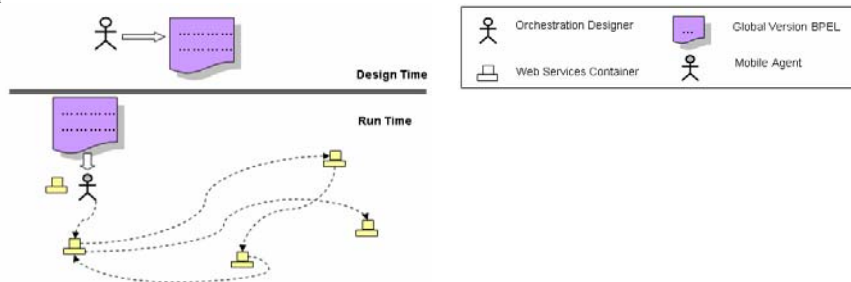 Design Time
Run Time
Orchestration Designer
Global Version BPEL
Web Services Container
Mobile Agent